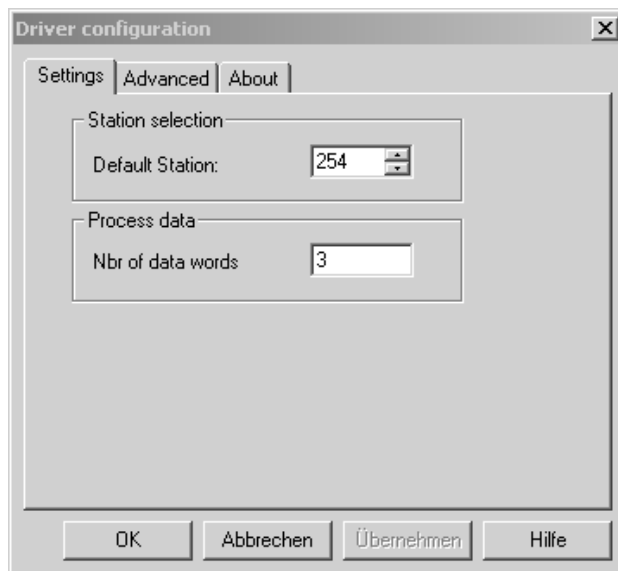 Driver configuration
Settings Advanced About
Station selection
Default Station: 254
Process data
Nbr of data words 3
OK Abbrechen Übernehmen Hilfe